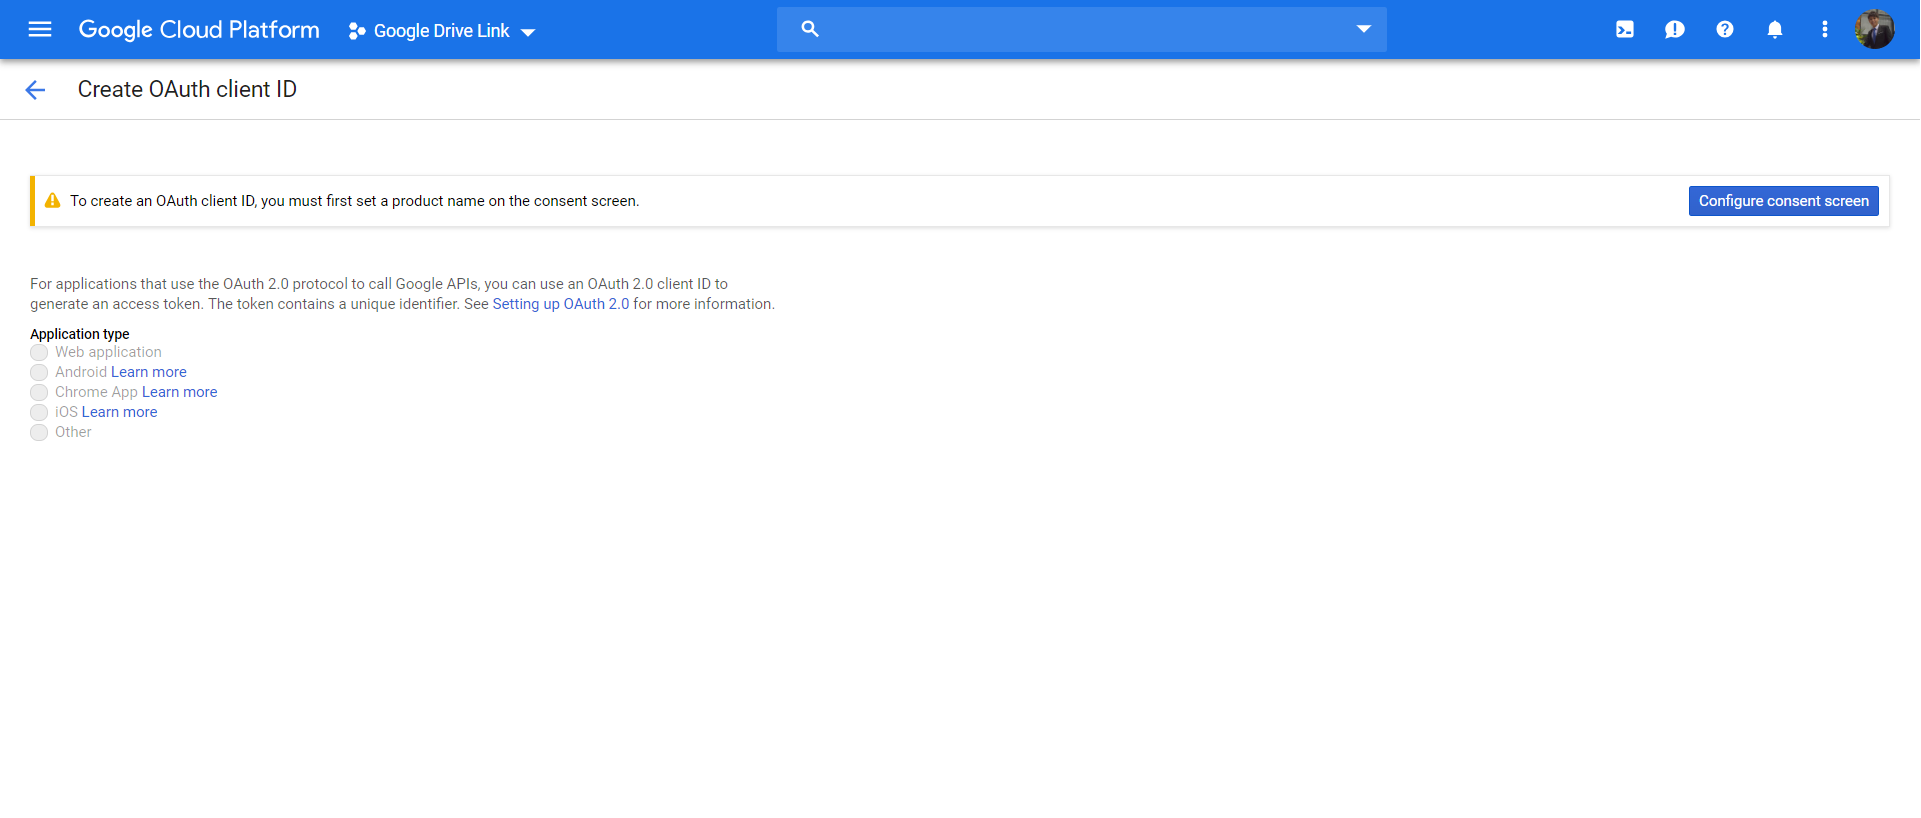 Google Cloud Platform
Google Drive Link
Create OAuth client ID
To create an OAuth client ID, you must first set a product name on the consent screen.
Configure consent screen
For applications that use the OAuth 2.0 protocol to call Google APIs, you can use an OAuth 2.0 client ID to
generate an access token. The token contains a unique identifier. See Setting up OAuth 2.0 for more information.
Application type
Web application
Android Learn more
Chrome App Learn more
iOS Learn more
Other